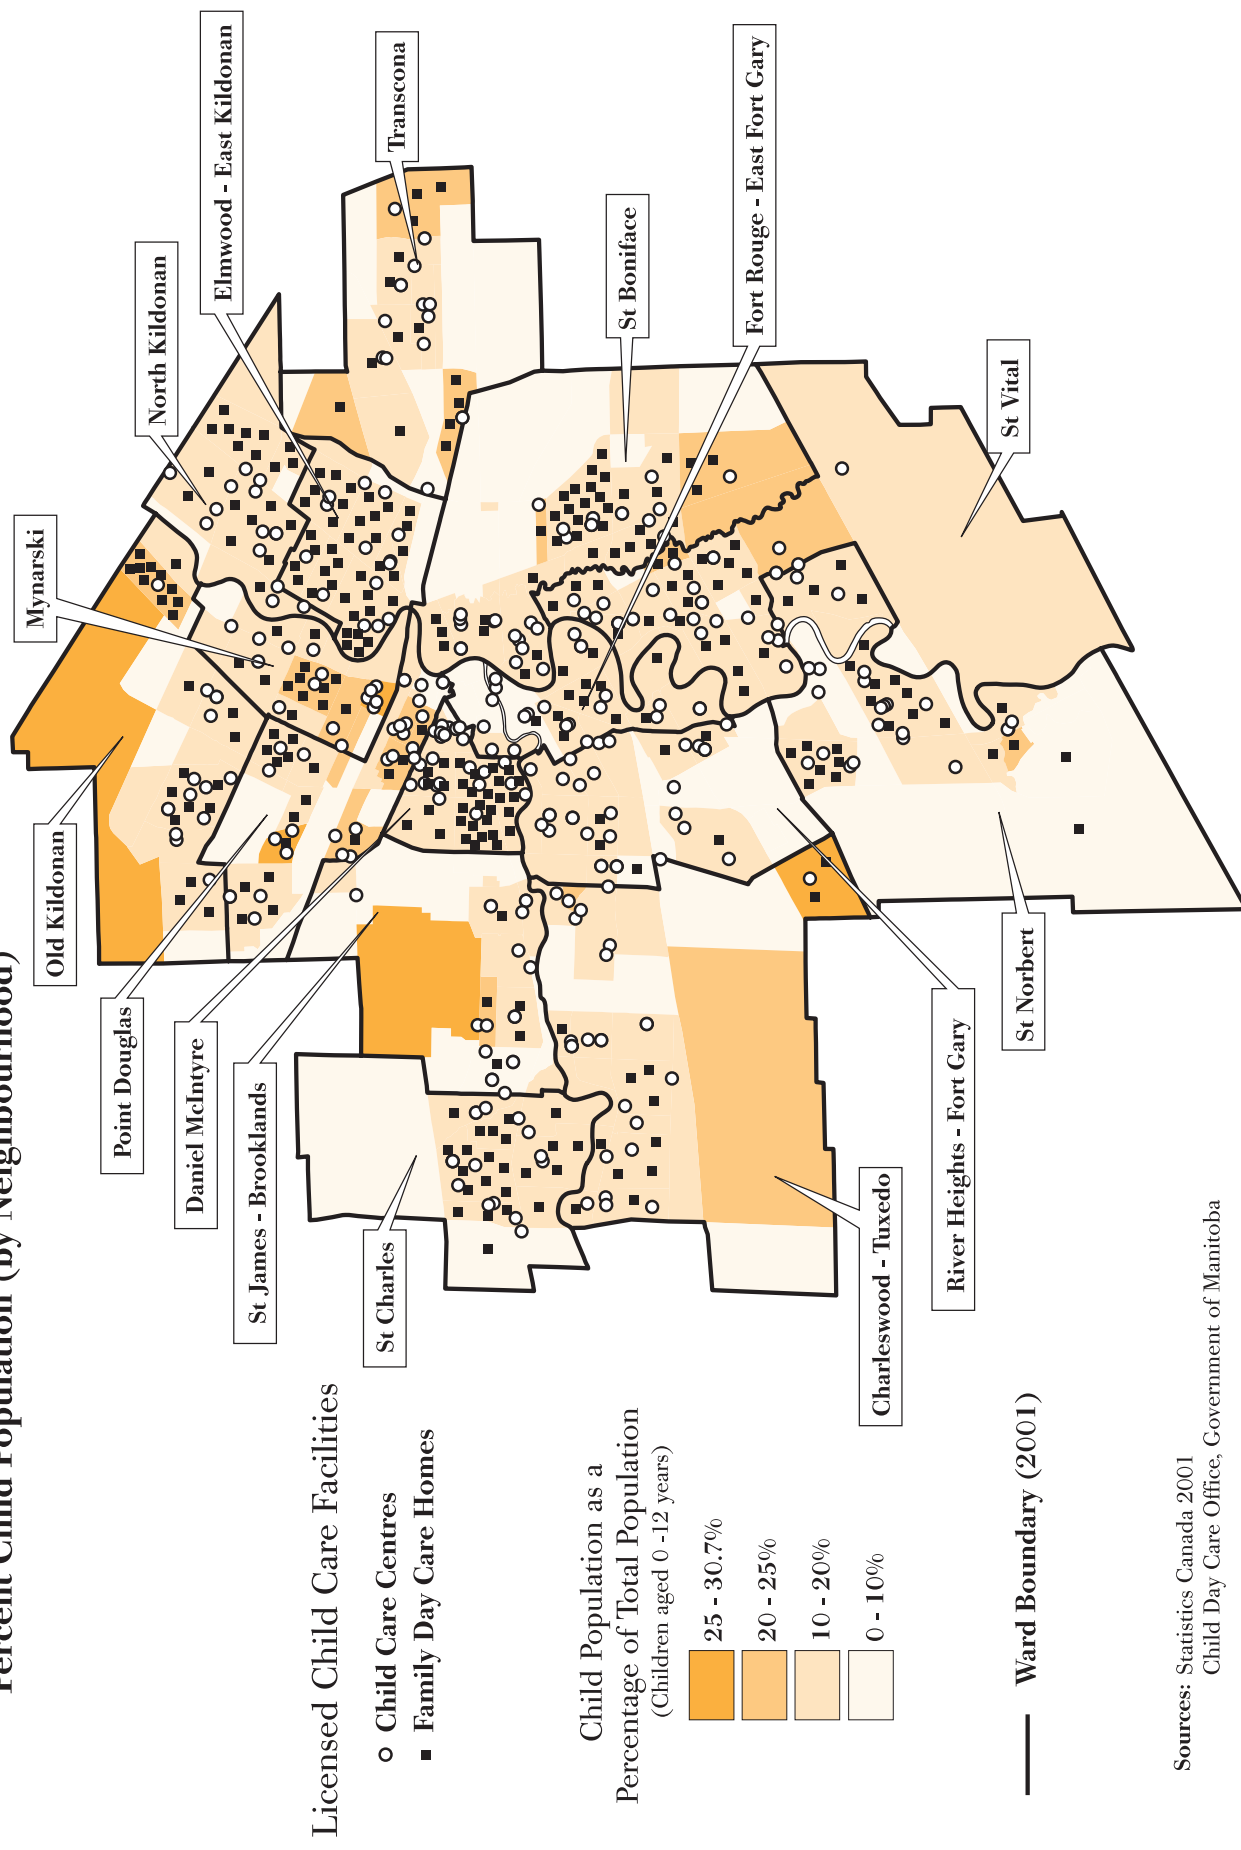 Percent Child Population (by Neighbourhood)
Old Kildonan
Mynarski
North Kildonan
Elmwood - East Kildonan
Transcona
Point Douglas
Daniel McIntyre
St James - Brooklands
St Charles
St Boniface
Fort Rouge - East Fort Gary
St Vital
Charleswood - Tuxedo
River Heights - Fort Gary
St Norbert
Licensed Child Care Facilities
Child Care Centres
Family Day Care Homes
Child Population as a
Percentage of Total Population
(Children aged 0 -12 years)
25 - 30.7%
20 - 25%
10 - 20%
0 - 10%
Ward Boundary (2001)
Sources: Statistics Canada 2001
Child Day Care Office, Government of Manitoba